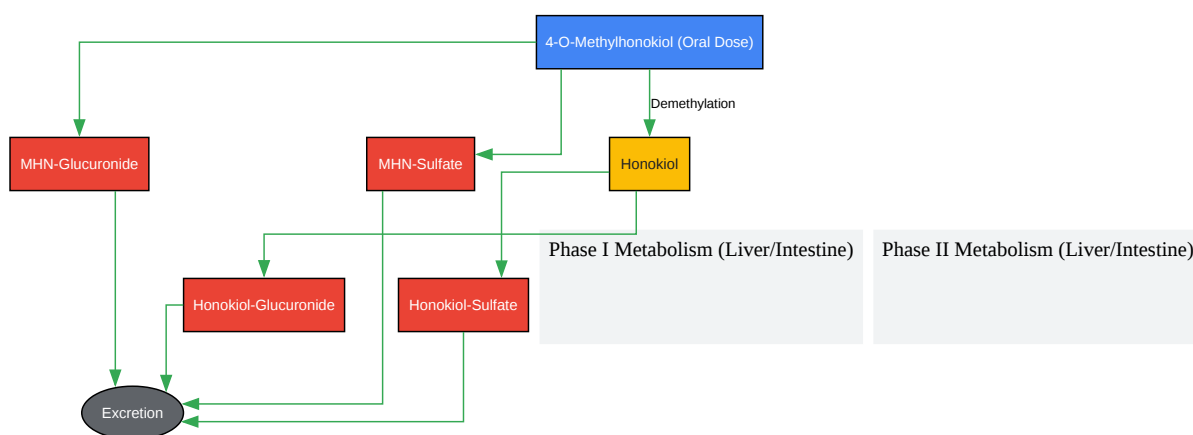 4-O-Methylhonokiol (Oral Dose)
Demethylation
MHN-Glucuronide
MHN-Sulfate
Honokiol
Phase I Metabolism (Liver/Intestine)
Phase II Metabolism (Liver/Intestine)
Honokiol-Glucuronide
Honokiol-Sulfate
Excretion